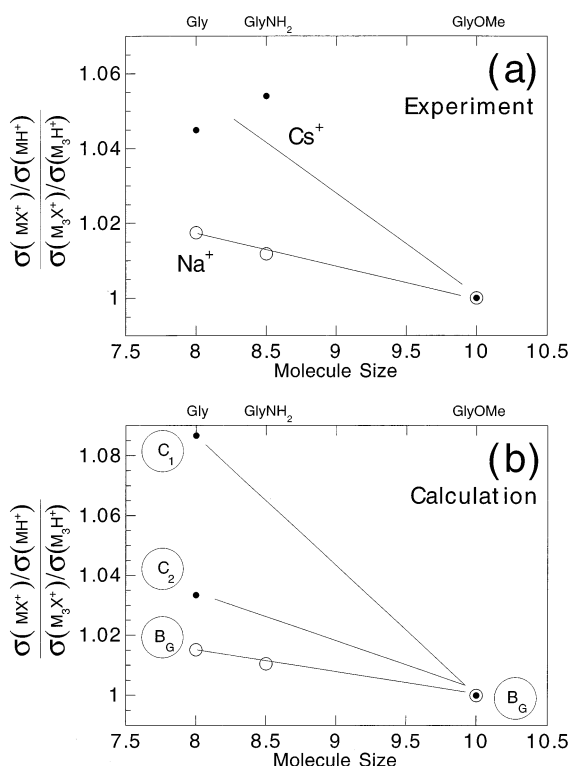 Gly GlyNH₂ GlyOMe
(a)
Experiment
1.06
1.04
1.02
1
σ(MX⁺)/σ(MH⁺)
σ(M₃X⁺)/σ(M₃H⁺)
Cs⁺
Na⁺
7.5 8 8.5 9 9.5 10 10.5
Molecule Size
Gly GlyNH₂ GlyOMe
(b)
Calculation
1.08
1.06
1.04
1.02
1
σ(MX⁺)/σ(MH⁺)
σ(M₃X⁺)/σ(M₃H⁺)
C₁
C₂
B_G
B_G
7.5 8 8.5 9 9.5 10 10.5
Molecule Size